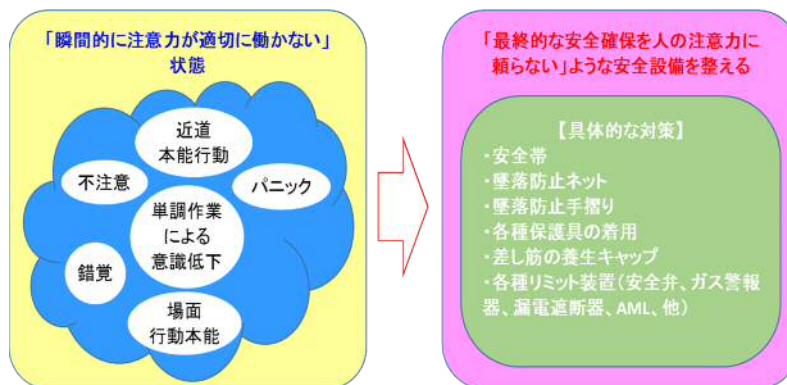 「瞬間的に注意力が適切に働かない」
状態
近道
本能行動
不注意
パニック
単調作業
による
意識低下
錯覚
場面
行動本能
「最終的な安全確保を人の注意力に
頼らない」ような安全設備を整える
【具体的な対策】
・安全帯
・墜落防止ネット
・墜落防止手摺り
・各種保護具の着用
・差し筋の養生キャップ
・各種リミット装置（安全弁、ガス警報
器、漏電遮断器、AML、他）